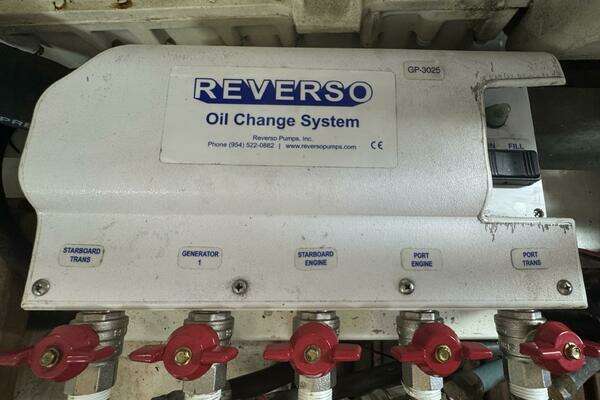 REVERSO
Oil Change System
Reverso Pumps, Inc.
Phone (954) 522-0882 | www.reversopumps.com
CE
GP-3025
FILL
STARBOARD
TRANS
GENERATOR
1
STARBOARD
ENGINE
PORT
ENGINE
PORT
TRANS